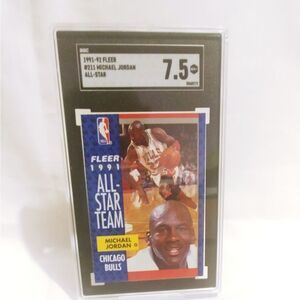 1991-92 FLEER
#211 MICHAEL JORDAN
ALL-STAR
7.5
NBA
FLEER
1991
ALL-
STAR
TEAM
MICHAEL
JORDAN G
CHICAGO
BULLS